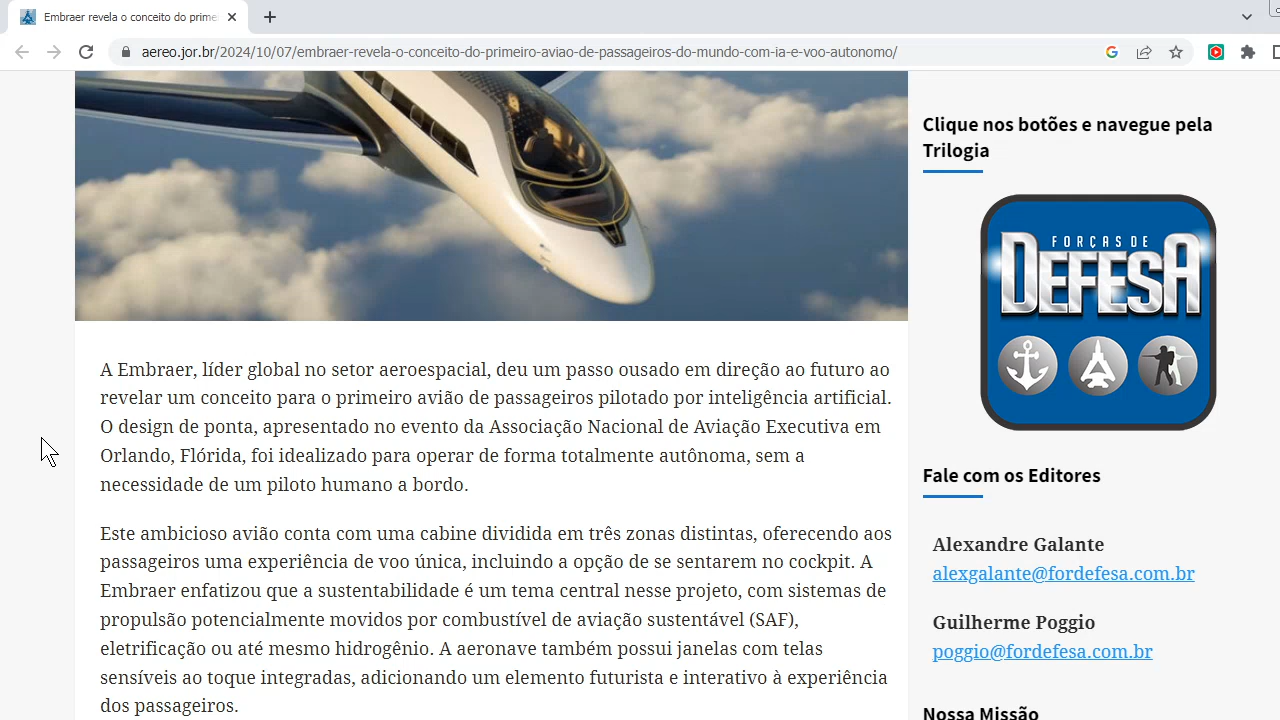 Embraer revela o conceito do prime
aereo.jor.br/2024/10/07/embraer-revela-o-conceito-do-primeiro-aviao-de-passageiros-do-mundo-com-ia-e-voo-autonomo/
A Embraer, líder global no setor aeroespacial, deu um passo ousado em direção ao futuro ao
revelar um conceito para o primeiro avião de passageiros pilotado por inteligência artificial.
O design de ponta, apresentado no evento da Associação Nacional de Aviação Executiva em
Orlando, Flórida, foi idealizado para operar de forma totalmente autônoma, sem a
necessidade de um piloto humano a bordo.
Este ambicioso avião conta com uma cabine dividida em três zonas distintas, oferecendo aos
passageiros uma experiência de voo única, incluindo a opção de se sentarem no cockpit. A
Embraer enfatizou que a sustentabilidade é um tema central nesse projeto, com sistemas de
propulsão potencialmente movidos por combustível de aviação sustentável (SAF),
eletrificação ou até mesmo hidrogênio. A aeronave também possui janelas com telas
sensíveis ao toque integradas, adicionando um elemento futurista e interativo à experiência
dos passageiros.
Clique nos botões e navegue pela
Trilogia
FORÇAS DE
DEFESA
Fale com os Editores
Alexandre Galante
alexgalante@fordefesa.com.br
Guilherme Poggio
poggio@fordefesa.com.br
Nossa Missão